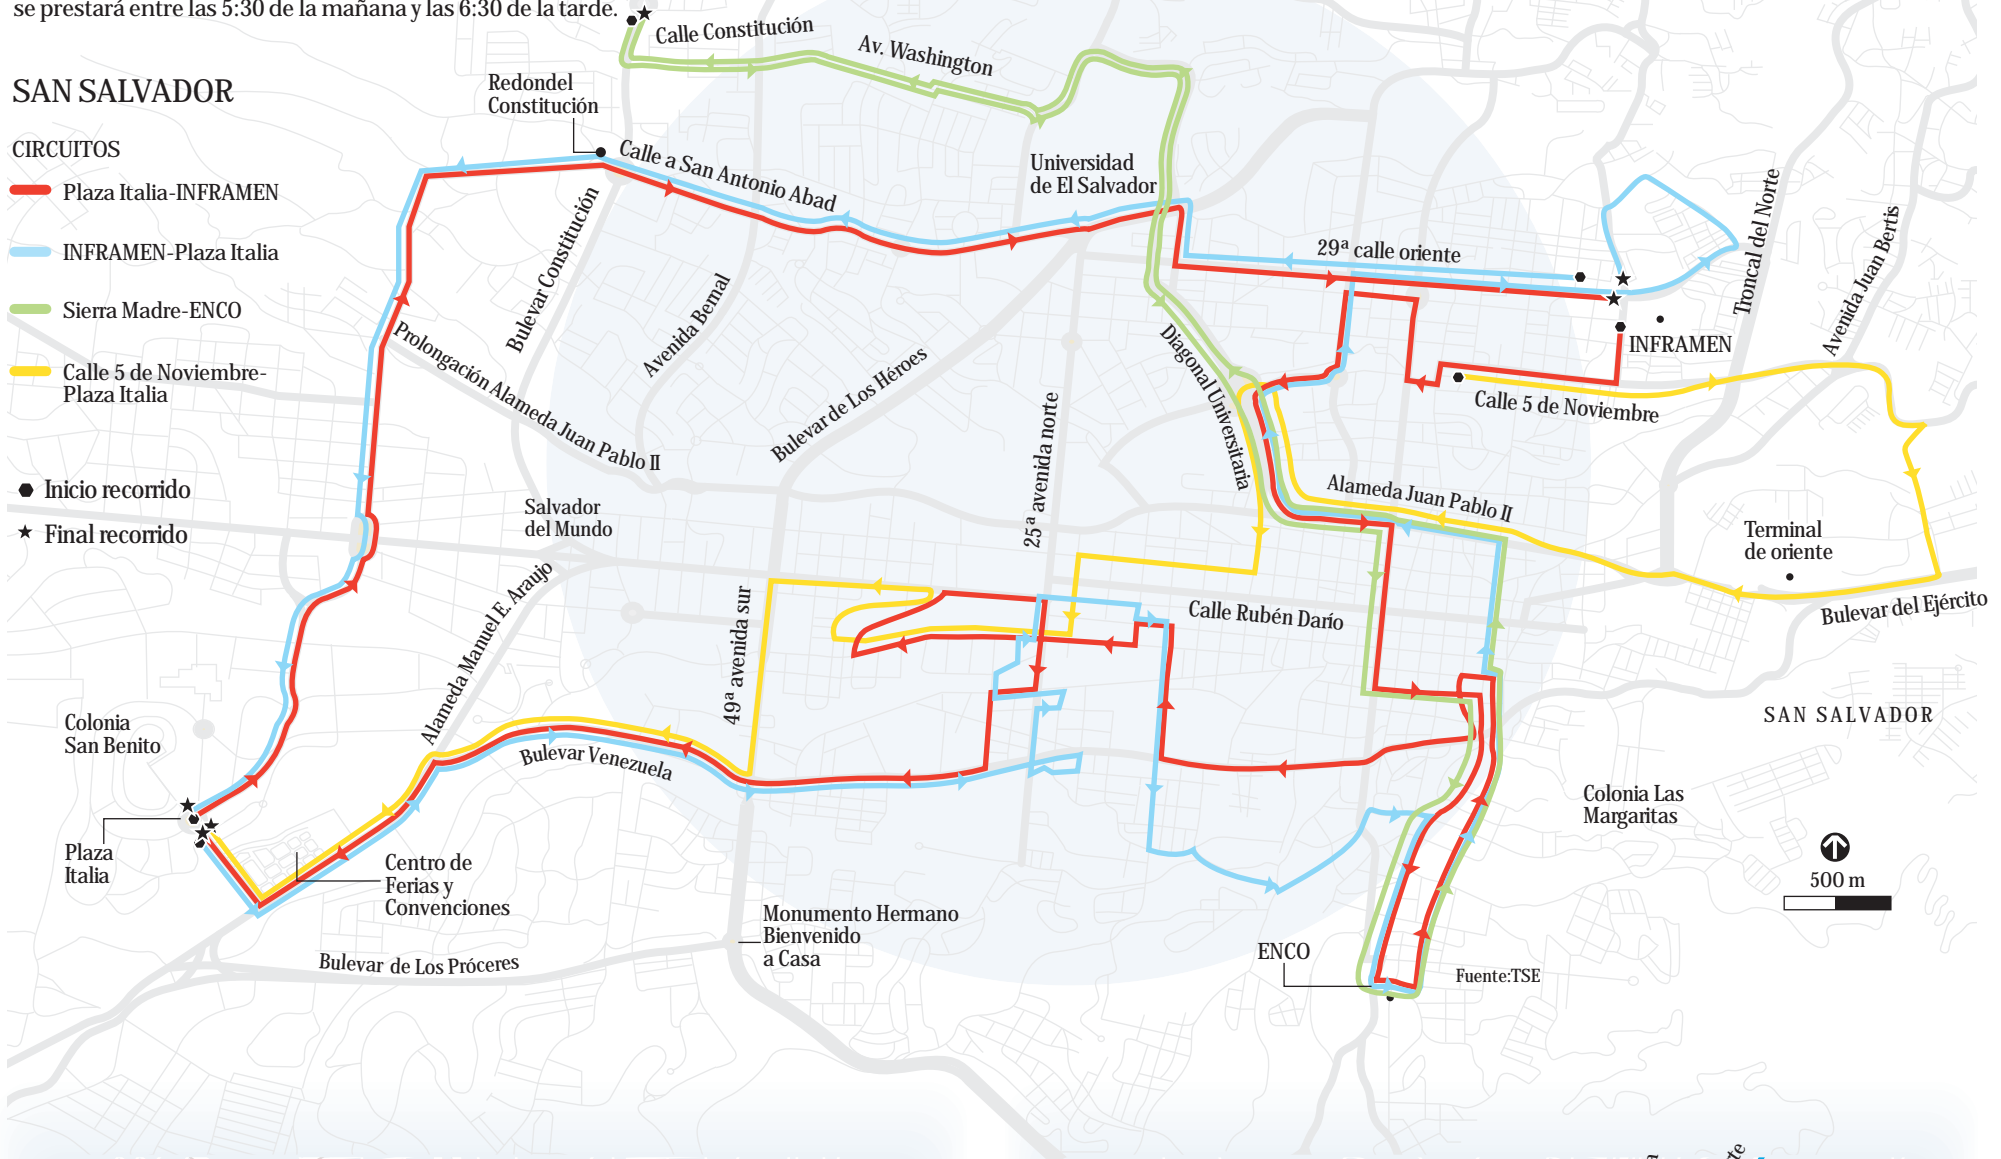 se prestará entre las 5:30 de la mañana y las 6:30 de la tarde.
SAN SALVADOR
CIRCUITOS
Plaza Italia-INFRAMEN
INFRAMEN-Plaza Italia
Sierra Madre-ENCO
Calle 5 de Noviembre-
Plaza Italia
Inicio recorrido
Final recorrido
Calle Constitución
Av. Washington
Redondel
Constitución
Calle a San Antonio Abad
Universidad
de El Salvador
29ª calle oriente
Troncal del Norte
Avenida Juan Bertis
Bulevar Constitución
Avenida Bernal
Prolongación Alameda Juan Pablo II
Bulevar de Los Héroes
Diagonal Universitaria
INFRAMEN
Calle 5 de Noviembre
25ª avenida norte
Alameda Juan Pablo II
Salvador
del Mundo
Terminal
de oriente
Bulevar del Ejército
Calle Rubén Darío
Alameda Manuel E. Araujo
49ª avenida sur
Colonia
San Benito
SAN SALVADOR
Bulevar Venezuela
Colonia Las
Margaritas
Plaza
Italia
Centro de
Ferias y
Convenciones
500 m
Monumento Hermano
Bienvenido
a Casa
Bulevar de Los Próceres
ENCO
Fuente:TSE